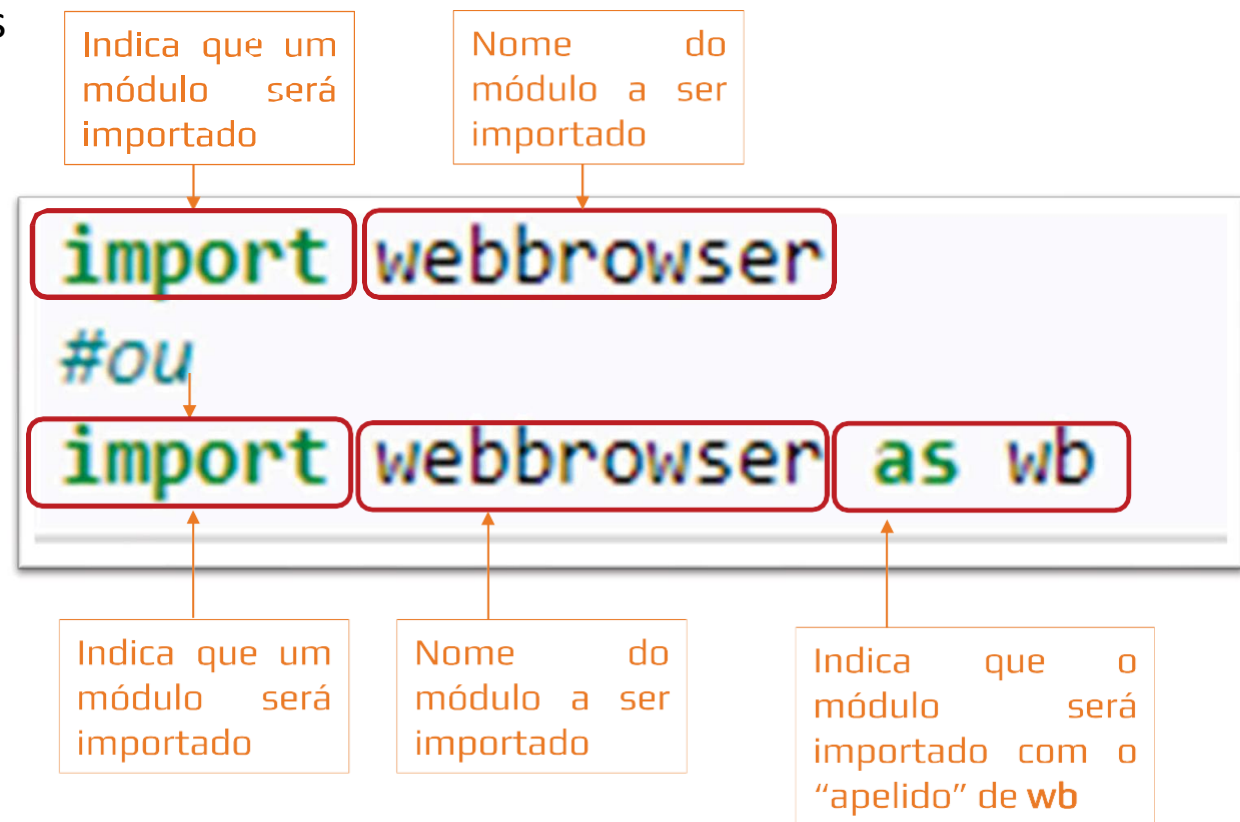 s
Indica que um
módulo será
importado
Nome do
módulo a ser
importado
import webbrowser
#ou
import webbrowser as wb
Indica que um
módulo será
importado
Nome do
módulo a ser
importado
Indica que o
módulo será
importado com o
“apelido” de wb